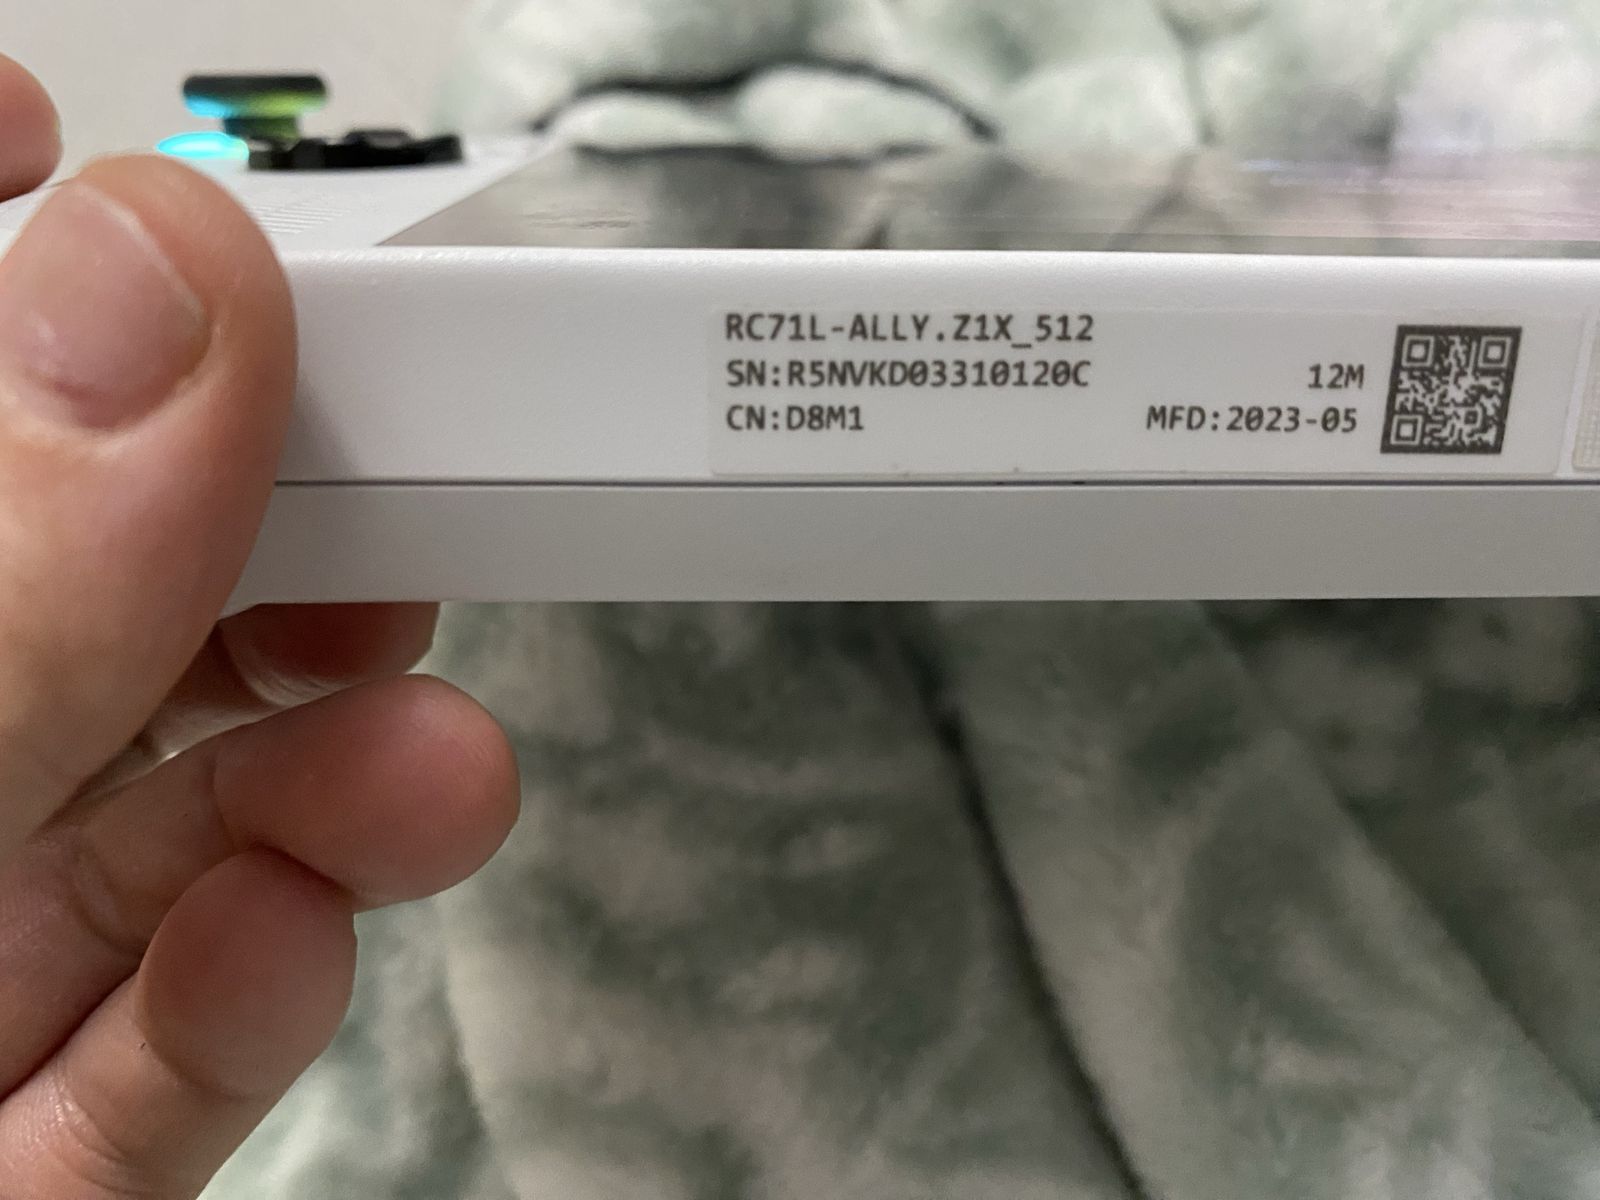 RC71L-ALLY.Z1X_512
SN:R5NVKD03310120C
12M
CN:D8M1
MFD:2023-05